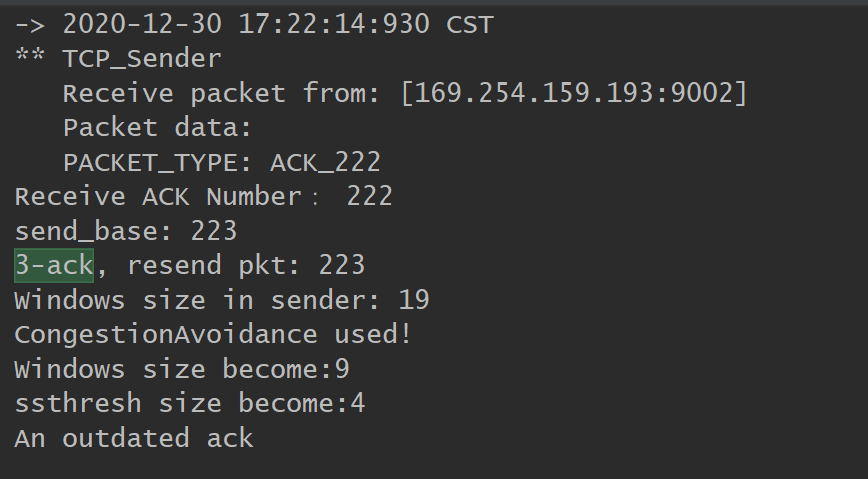 -> 2020-12-30 17:22:14:930 CST
** TCP_Sender
Receive packet from: [169.254.159.193:9002]
Packet data:
PACKET_TYPE: ACK_222
Receive ACK Number： 222
send_base: 223
3-ack, resend pkt: 223
Windows size in sender: 19
CongestionAvoidance used!
Windows size become:9
ssthresh size become:4
An outdated ack